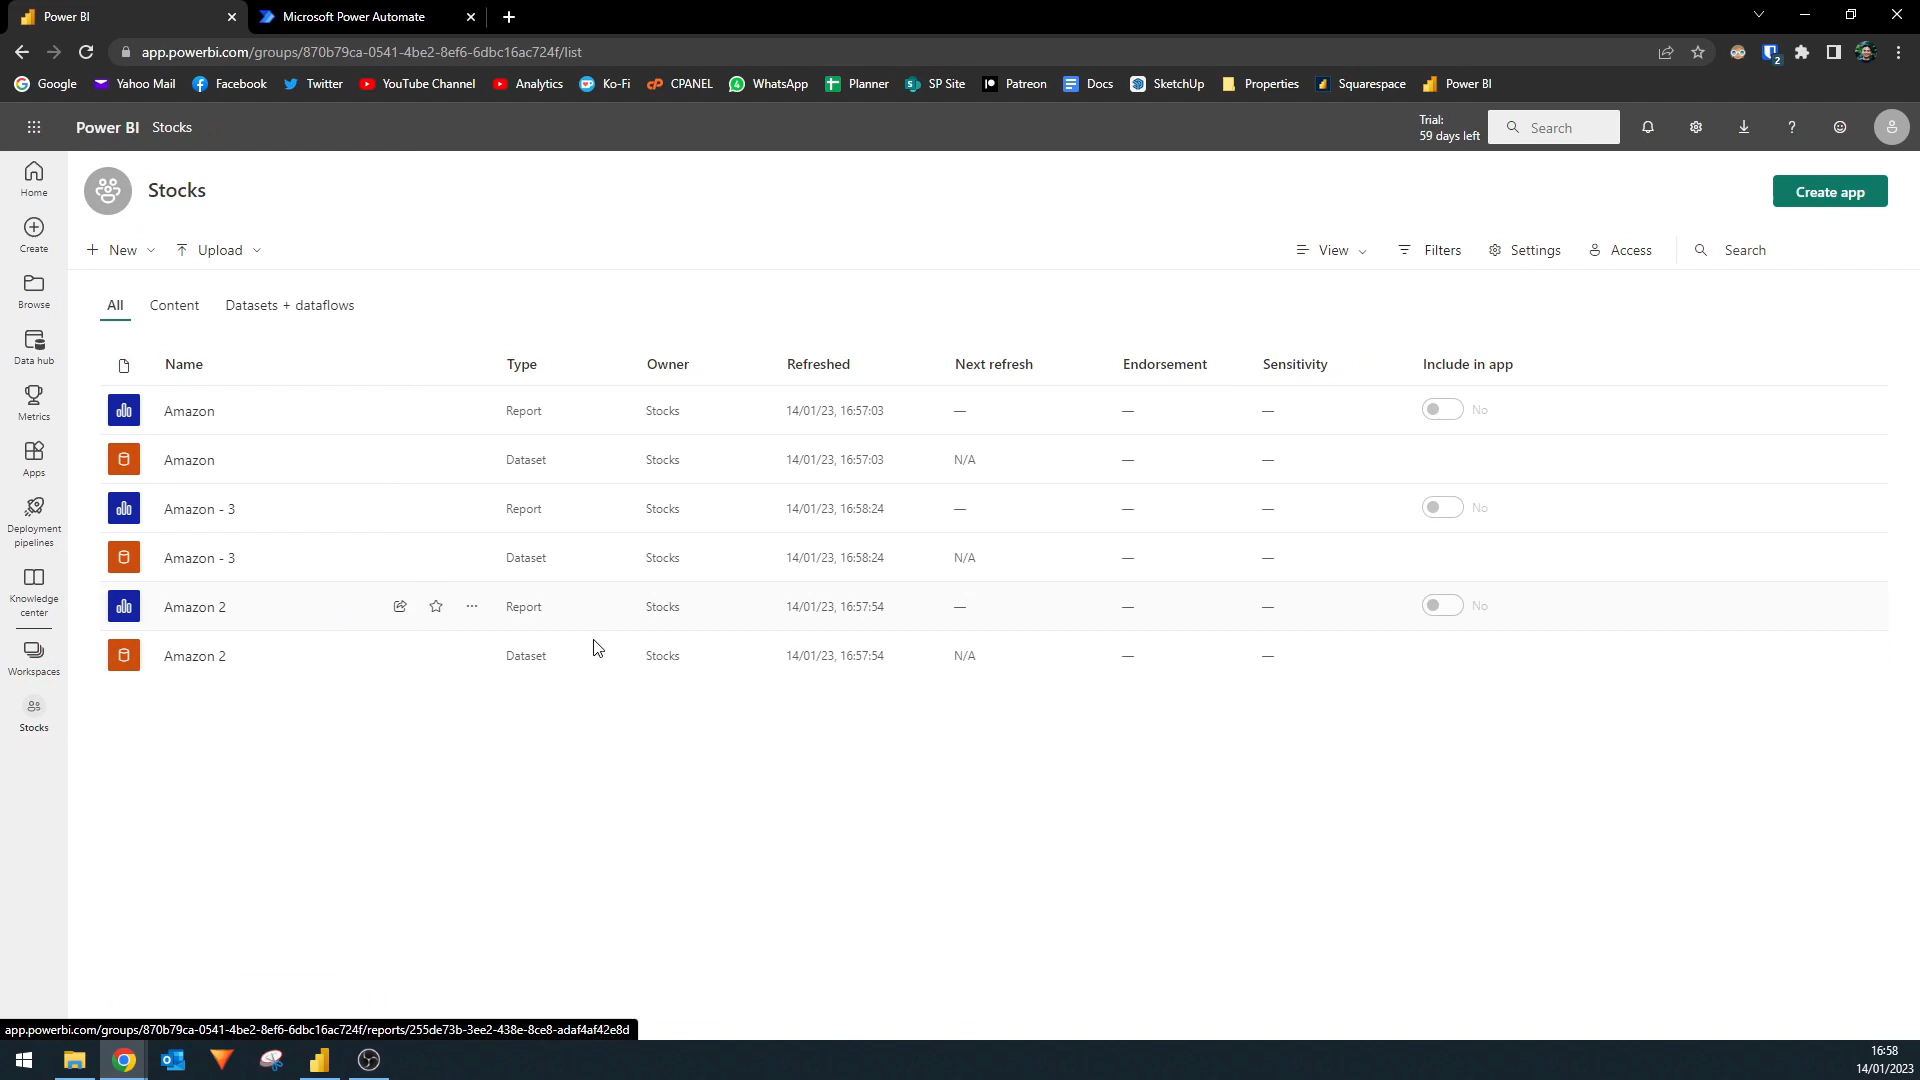 Power BI
Microsoft Power Automate
app.powerbi.com/groups/870b79ca-0541-4be2-8ef6-6dbc16ac724f/list
2
Google Yahoo Mail Facebook Twitter YouTube Channel Analytics Ko-Fi CPANEL WhatsApp Planner SP Site Patreon Docs SketchUp Properties Squarespace Power BI
Power BI Stocks
Trial:
59 days left
Search
Home
Create
Browse
Data hub
Metrics
Apps
Deployment
pipelines
Knowledge
center
Workspaces
Stocks
Stocks
Create app
New Upload View Filters Settings Access Search
All Content Datasets + dataflows
Name Type Owner Refreshed Next refresh Endorsement Sensitivity Include in app
Amazon Report Stocks 14/01/23, 16:57:03 — — — No
Amazon Dataset Stocks 14/01/23, 16:57:03 N/A — —
Amazon - 3 Report Stocks 14/01/23, 16:58:24 — — — No
Amazon - 3 Dataset Stocks 14/01/23, 16:58:24 N/A — —
Amazon 2 Report Stocks 14/01/23, 16:57:54 — — — No
Amazon 2 Dataset Stocks 14/01/23, 16:57:54 N/A — —
app.powerbi.com/groups/870b79ca-0541-4be2-8ef6-6dbc16ac724f/reports/255de73b-3ee2-438e-8ce8-adaf4af42e8d
16:58
14/01/2023